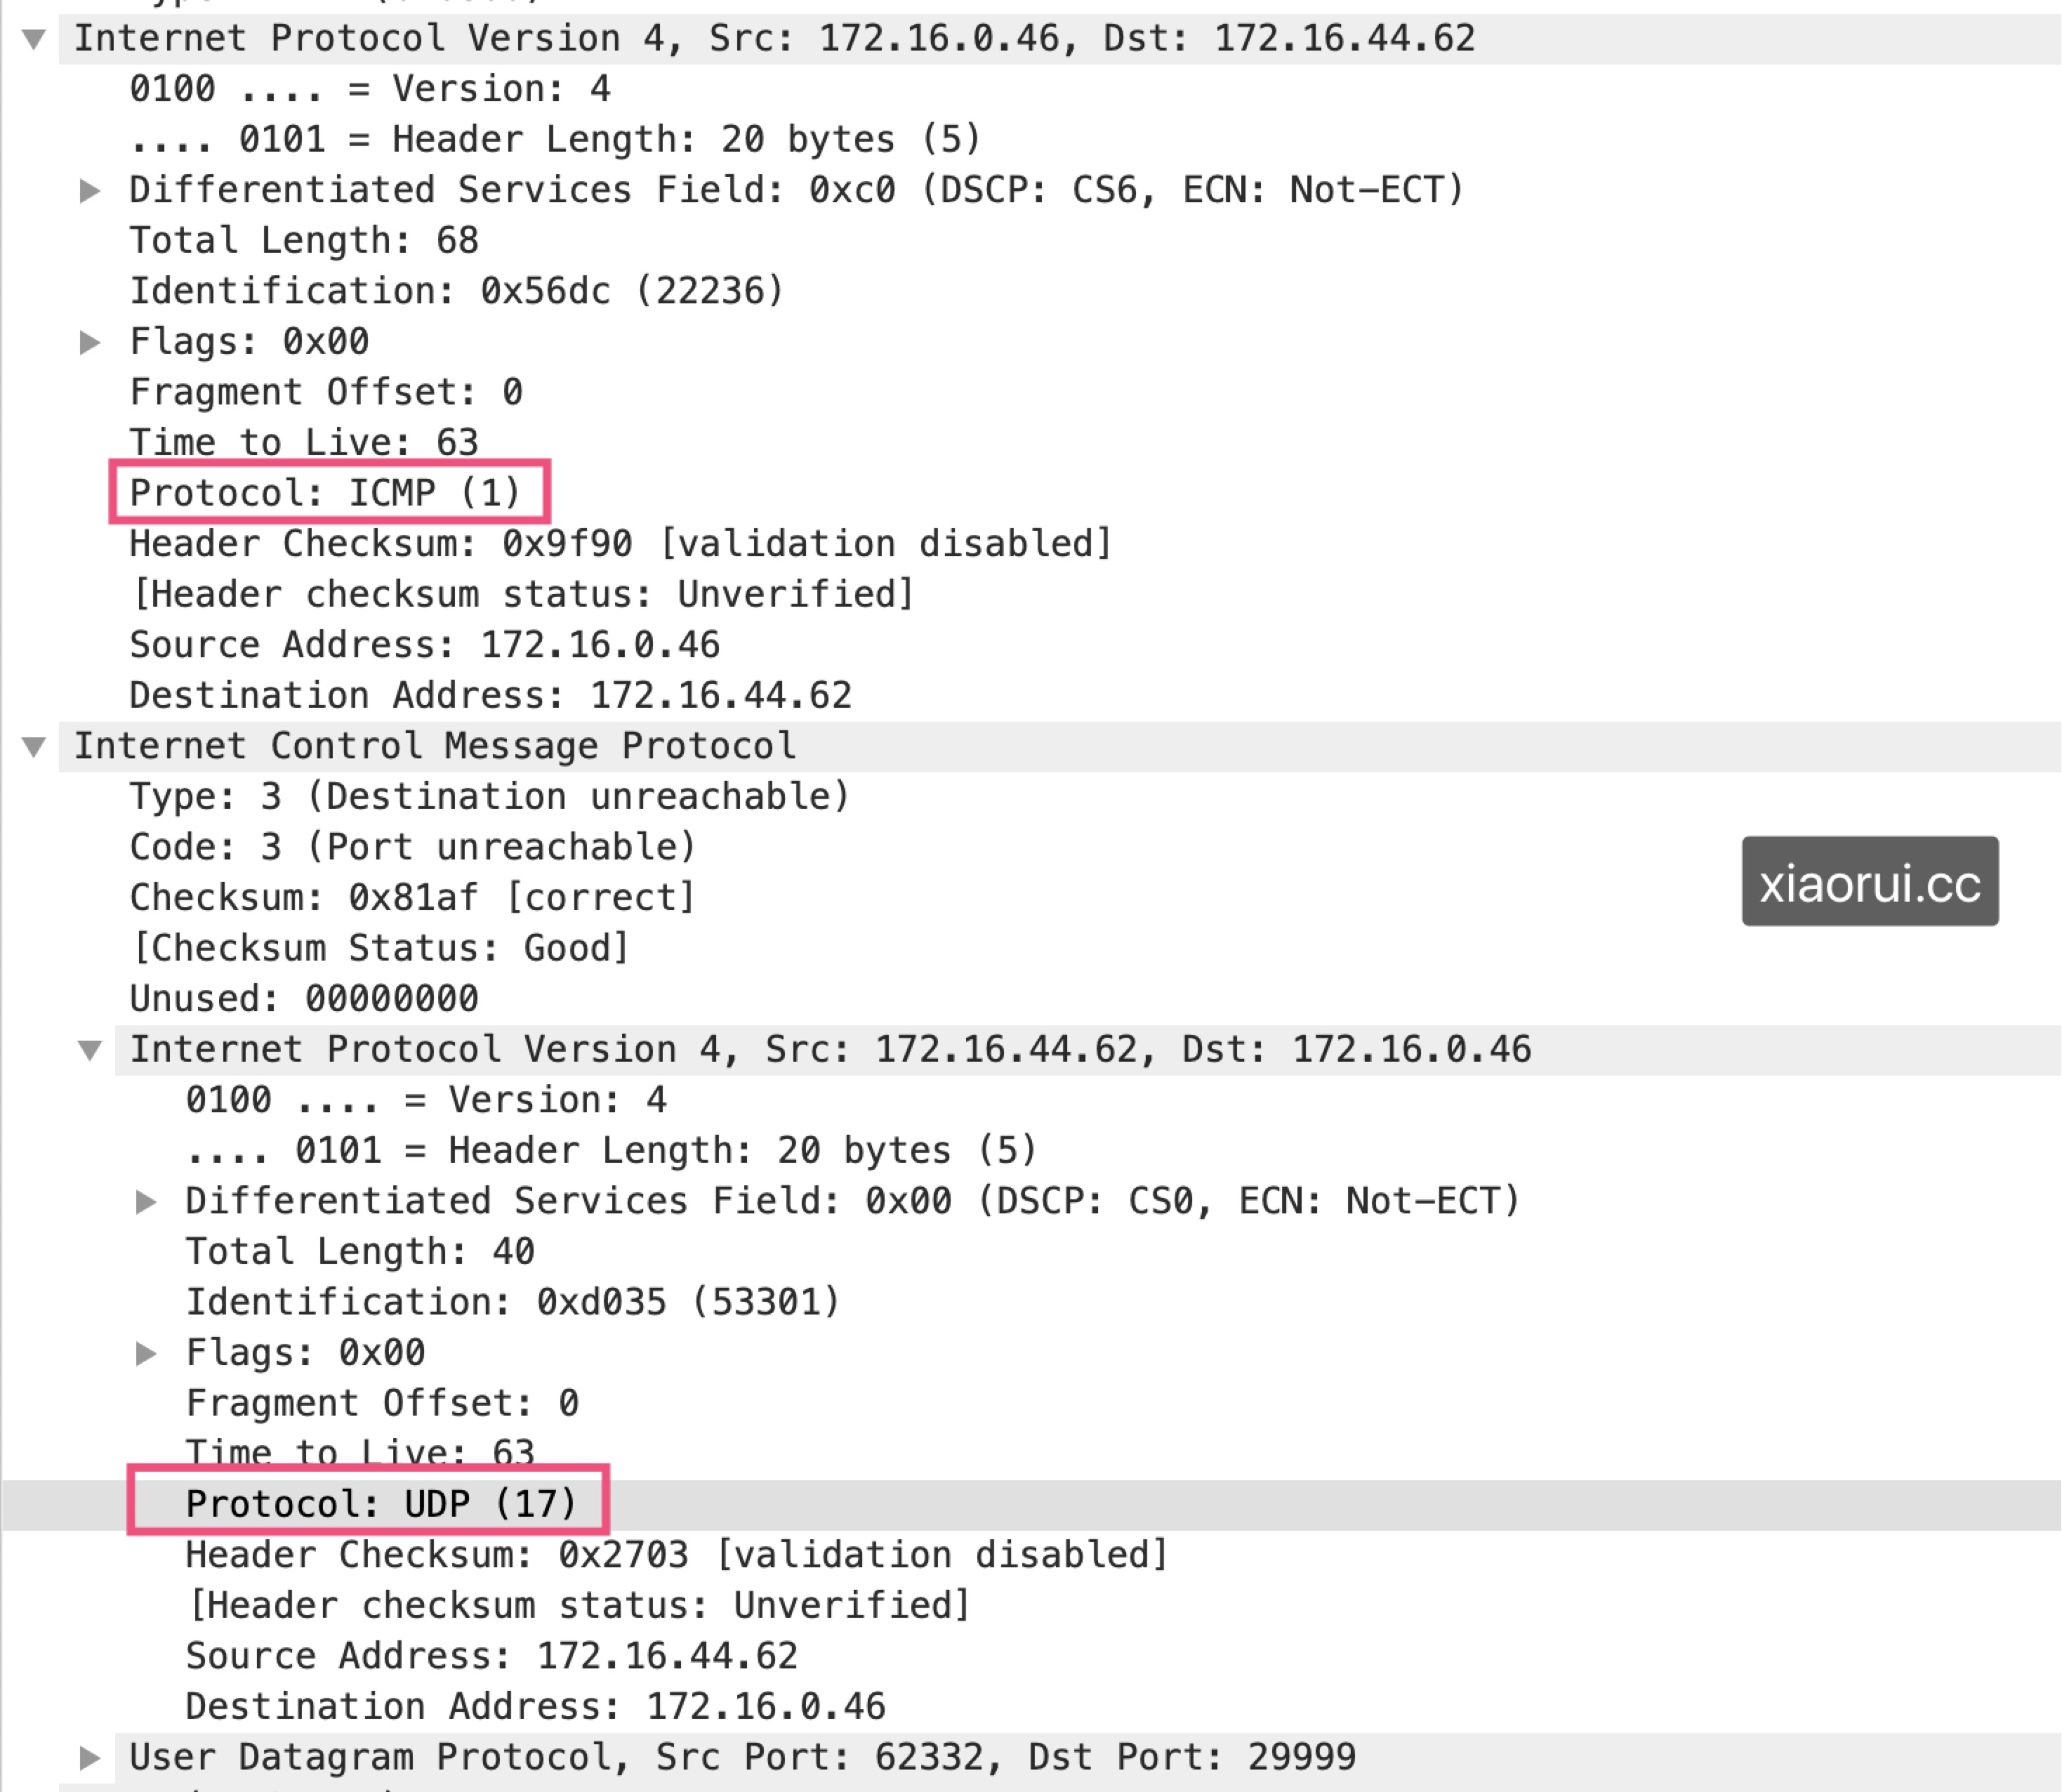 Internet Protocol Version 4, Src: 172.16.0.46, Dst: 172.16.44.62
0100 .... = Version: 4
.... 0101 = Header Length: 20 bytes (5)
Differentiated Services Field: 0xc0 (DSCP: CS6, ECN: Not-ECT)
Total Length: 68
Identification: 0x56dc (22236)
Flags: 0x00
Fragment Offset: 0
Time to Live: 63
Protocol: ICMP (1)
Header Checksum: 0x9f90 [validation disabled]
[Header checksum status: Unverified]
Source Address: 172.16.0.46
Destination Address: 172.16.44.62
Internet Control Message Protocol
Type: 3 (Destination unreachable)
Code: 3 (Port unreachable)
xiaorui.cc
Checksum: 0x81af [correct]
[Checksum Status: Good]
Unused: 00000000
Internet Protocol Version 4, Src: 172.16.44.62, Dst: 172.16.0.46
0100 .... = Version: 4
.... 0101 = Header Length: 20 bytes (5)
Differentiated Services Field: 0x00 (DSCP: CS0, ECN: Not-ECT)
Total Length: 40
Identification: 0xd035 (53301)
Flags: 0x00
Fragment Offset: 0
Time to Live: 63
Protocol: UDP (17)
Header Checksum: 0x2703 [validation disabled]
[Header checksum status: Unverified]
Source Address: 172.16.44.62
Destination Address: 172.16.0.46
User Datagram Protocol, Src Port: 62332, Dst Port: 29999